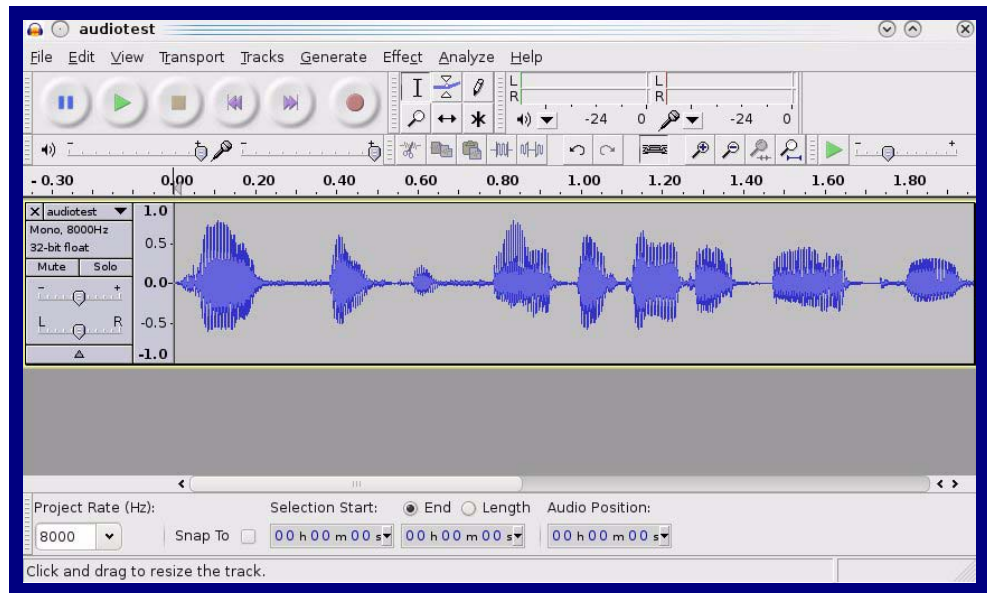 audiotest
File Edit View Transport Tracks Generate Effect Analyze Help
L L
R R
-24 0 -24 0
- 0.30 0.00 0.20 0.40 0.60 0.80 1.00 1.20 1.40 1.60 1.80
X audiotest 1.0
Mono, 8000Hz
32-bit float 0.5
Mute Solo
- + 0.0
L R -0.5
-1.0
Project Rate (Hz): Selection Start: End Length Audio Position:
8000 Snap To 00 h 00 m 00 s 00 h 00 m 00 s 00 h 00 m 00 s
Click and drag to resize the track.